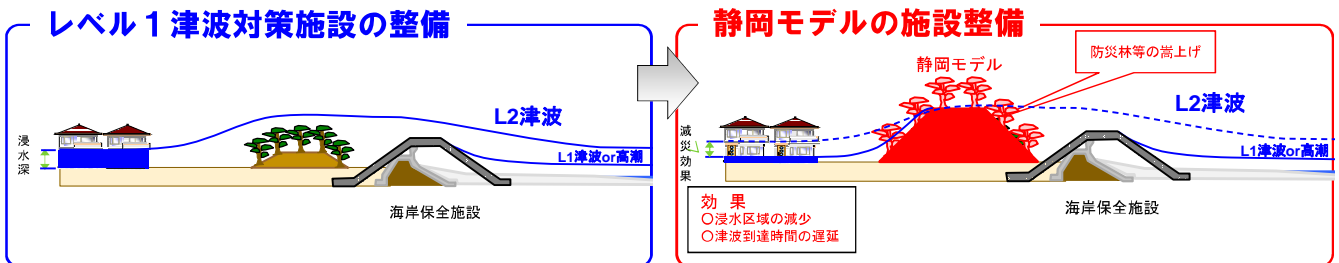 レベル1津波対策施設の整備
L2津波
浸水深
L1津波or高潮
海岸保全施設
静岡モデルの施設整備
防災林等の嵩上げ
静岡モデル
L2津波
減災効果
L1津波or高潮
海岸保全施設
効 果
○浸水区域の減少
○津波到達時間の遅延